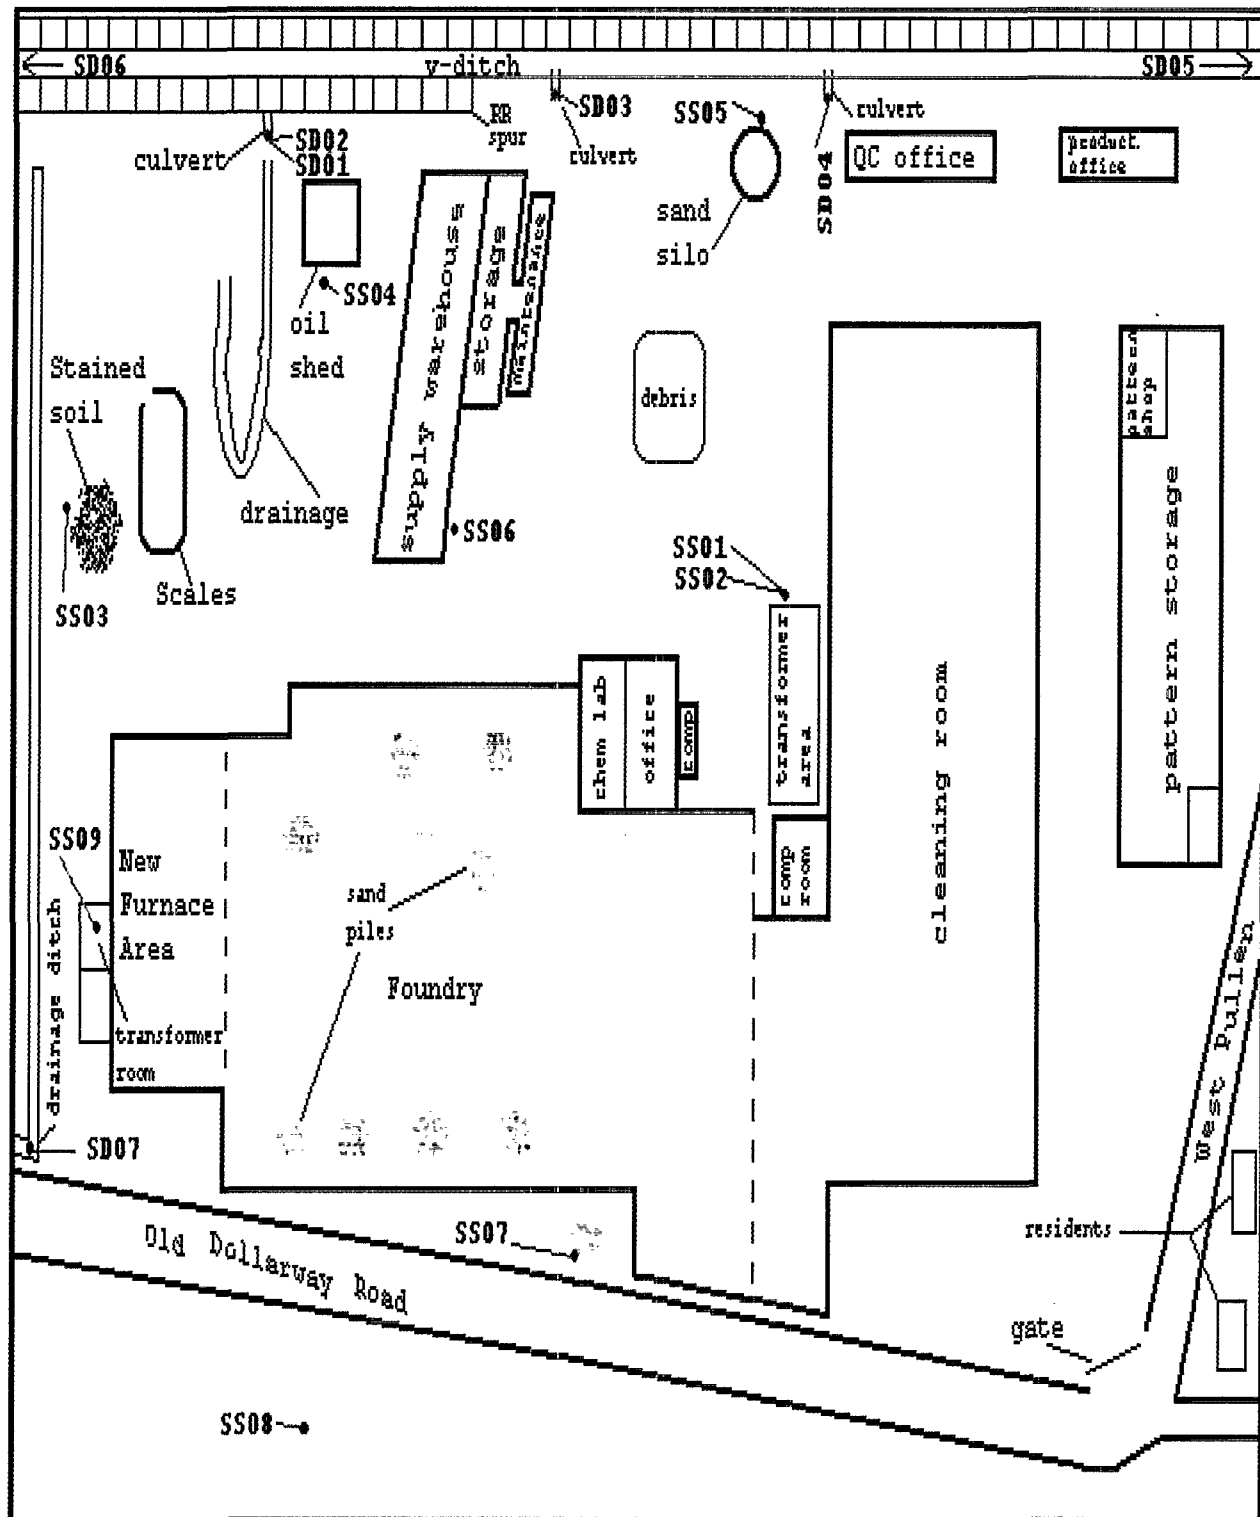 SD06
v-ditch
SD05
SD03
SS05
RR
spur
culvert
culvert
SD02
SD01
culvert
SD04
QC office
product.
office
sand
silo
supply warehouse
storage
maintenance
SS04
oil
shed
Stained
soil
debris
pattern
shop
drainage
SS06
SS01
SS02
Scales
SS03
pattern storage
transformer
area
cleaning room
chem lab
office
comp
SS09
New
Furnace
Area
sand
piles
comp
room
Foundry
drainage ditch
transformer
room
West Pullen
SD07
Old Dollarway Road
SS07
residents
gate
SS08